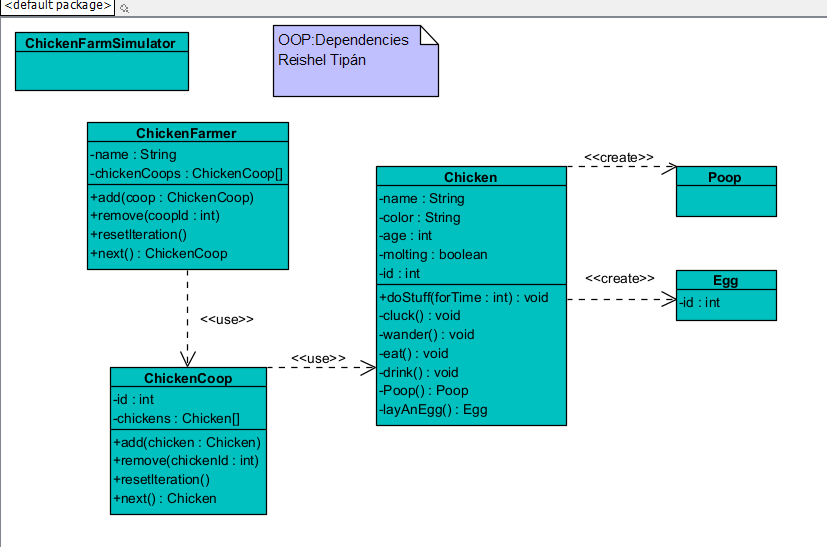 <default package>
ChickenFarmSimulator
OOP:Dependencies
Reishel Tipán
ChickenFarmer
-name : String
-chickenCoops : ChickenCoop[]
+add(coop : ChickenCoop)
+remove(coopId : int)
+resetIteration()
+next() : ChickenCoop
<<use>>
ChickenCoop
-id : int
-chickens : Chicken[]
+add(chicken : Chicken)
+remove(chickenId : int)
+resetIteration()
+next() : Chicken
<<use>>
Chicken
-name : String
-color : String
-age : int
-molting : boolean
-id : int
+doStuff(forTime : int) : void
-cluck() : void
-wander() : void
-eat() : void
-drink() : void
-Poop() : Poop
-layAnEgg() : Egg
<<create>>
Poop
<<create>>
Egg
-id : int